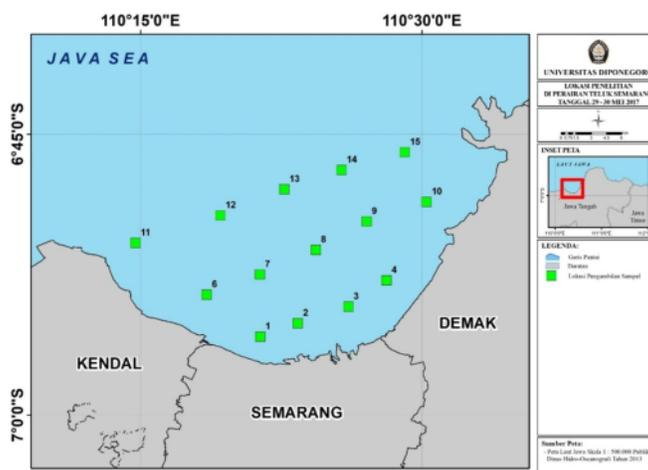 110°15'0"E
110°30'0"E
JAVA SEA
6°45'0"S
7°0'0"S
15
14
13
10
12
9
11
8
7
4
6
3
2
1
DEMAK
KENDAL
SEMARANG
UNIVERSITAS DIPONEGORO
LOKASI PENELITIAN
DI PERAIRAN TELUK SEMARANG
TANGGAL 29 - 30 MEI 2017
INSET PETA
LAUT JAWA
Jawa Tengah
Jawa
Timur
LEGENDA:
Garis Pantai
Daratan
Lokasi Pengambilan Sampel
Sumber Peta:
- Peta Laut Jawa Skala 1 : 500.000 Publik
Dinas Hidro-Oseanografi Tahun 2013